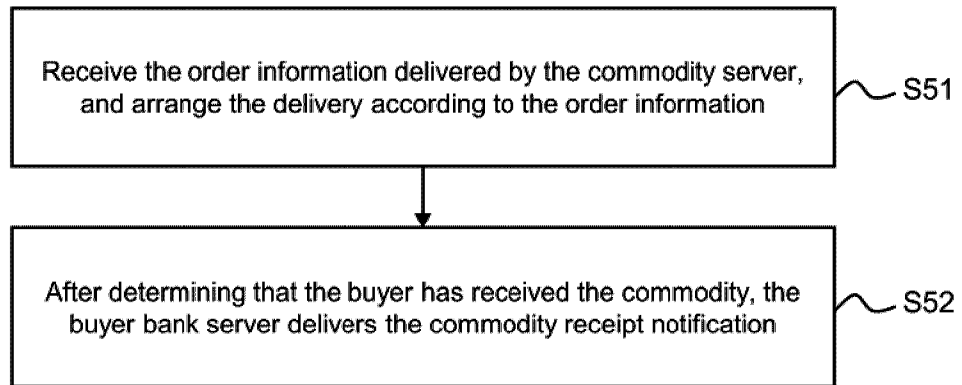 Receive the order information delivered by the commodity server,
and arrange the delivery according to the order information
S51
After determining that the buyer has received the commodity, the
buyer bank server delivers the commodity receipt notification
S52